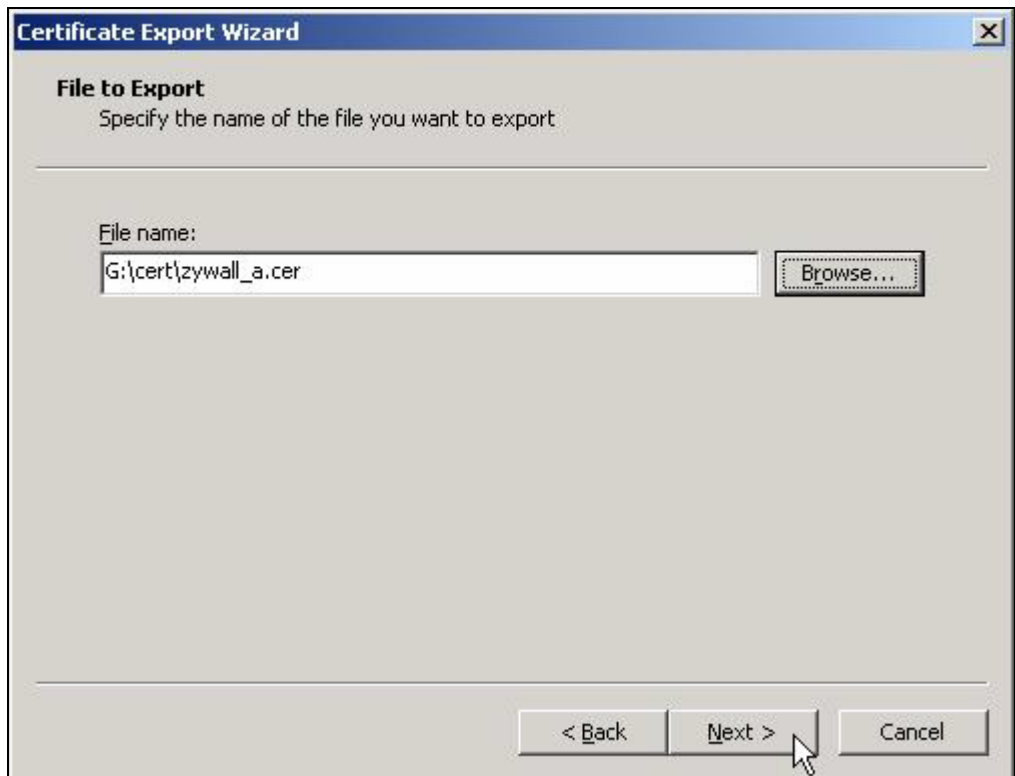 Certificate Export Wizard
File to Export
Specify the name of the file you want to export
File name:
G:\cert\zywall_a.cer
Browse...
< Back
Next >
Cancel